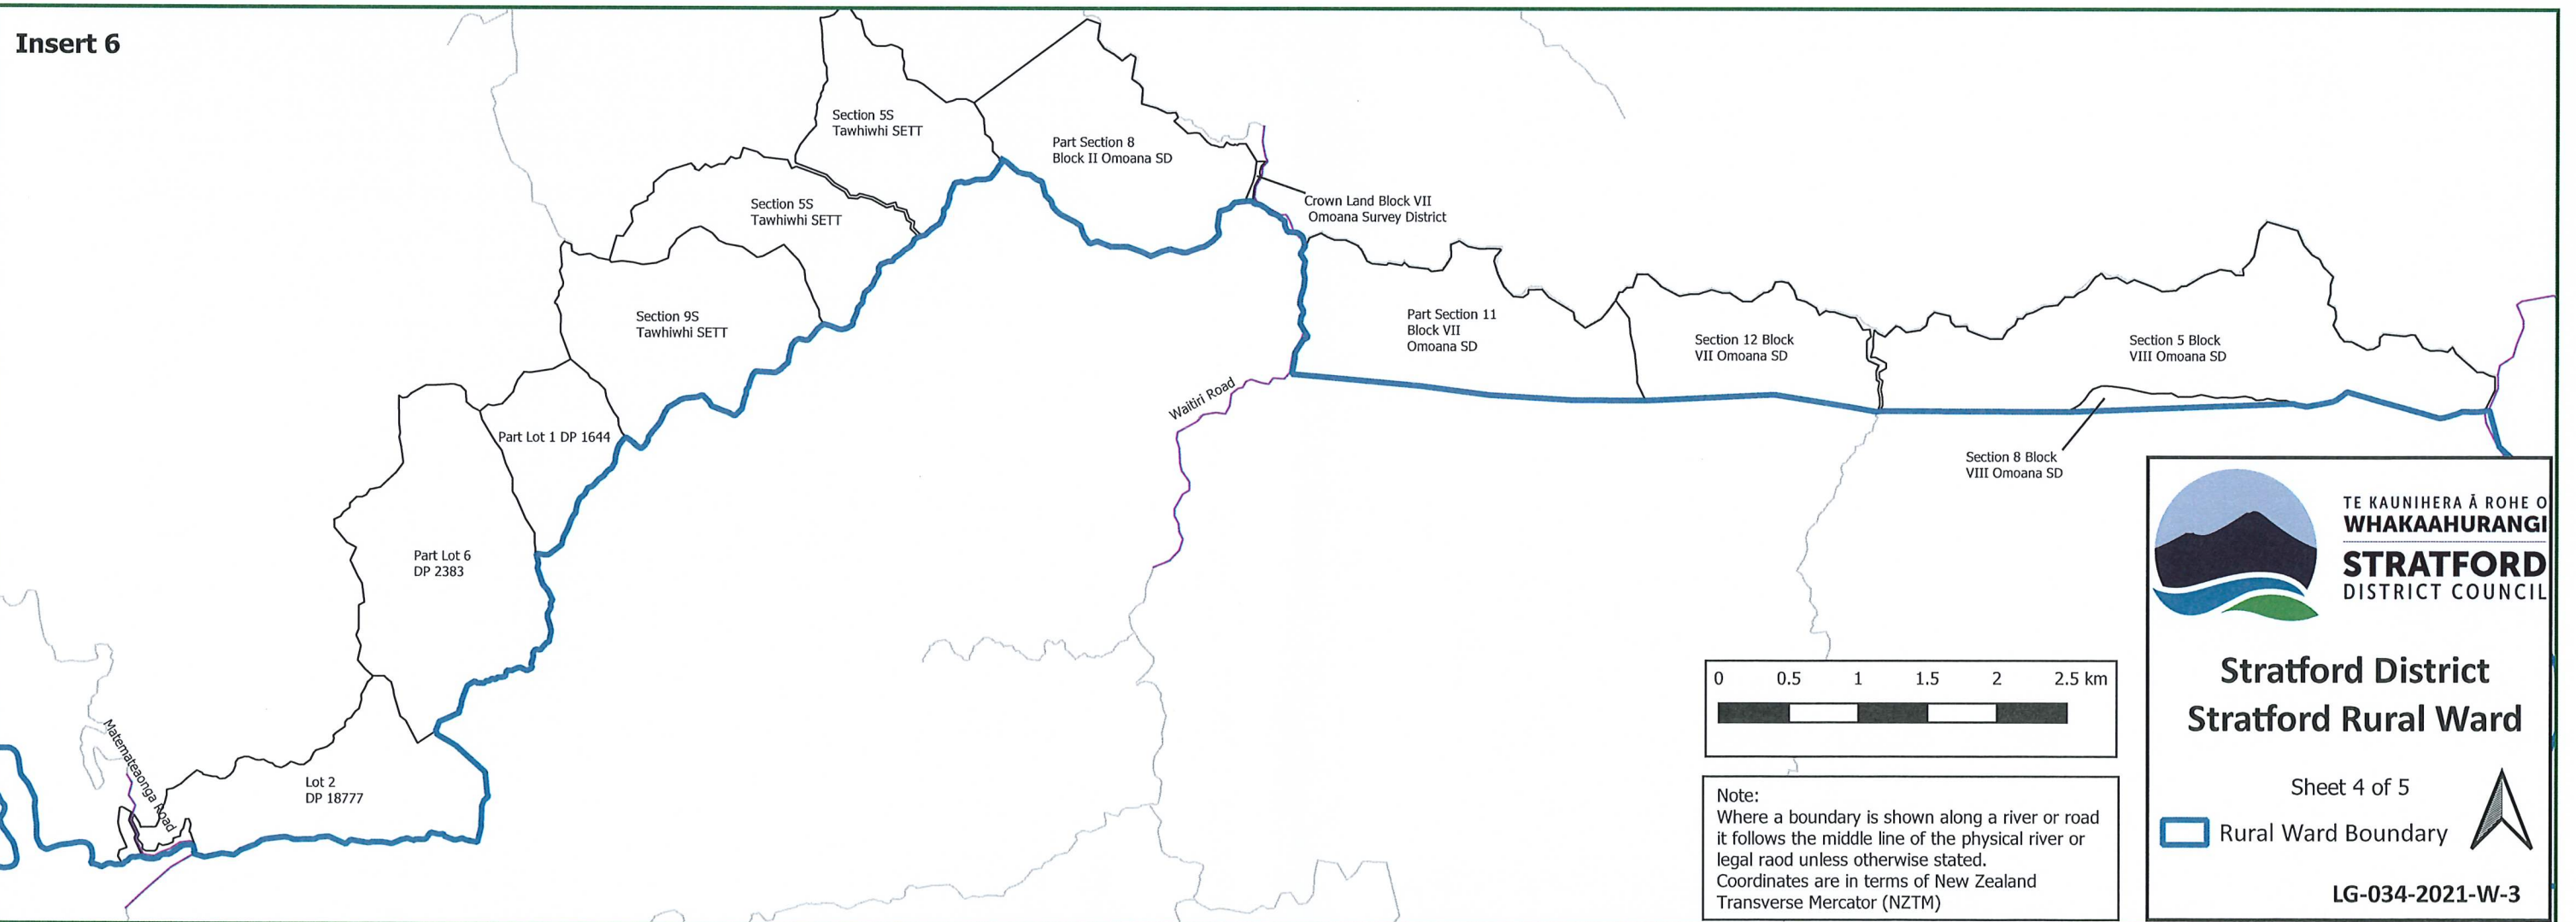 Insert 6
Section 5S
Tawhiwhi SETT
Part Section 8
Block II Omoana SD
Section 5S
Tawhiwhi SETT
Crown Land Block VII
Omoana Survey District
Section 9S
Tawhiwhi SETT
Part Section 11
Block VII
Omoana SD
Section 12 Block
VII Omoana SD
Section 5 Block
VIII Omoana SD
Waitiri Road
Part Lot 1 DP 1644
Section 8 Block
VIII Omoana SD
Part Lot 6
DP 2383
Matemateaonga Road
Lot 2
DP 18777
0 0.5 1 1.5 2 2.5 km
Note:
Where a boundary is shown along a river or road
it follows the middle line of the physical river or
legal raod unless otherwise stated.
Coordinates are in terms of New Zealand
Transverse Mercator (NZTM)
TE KAUNIHERA Ā ROHE O
WHAKAAHURANGI
STRATFORD
DISTRICT COUNCIL
Stratford District
Stratford Rural Ward
Sheet 4 of 5
Rural Ward Boundary
LG-034-2021-W-3